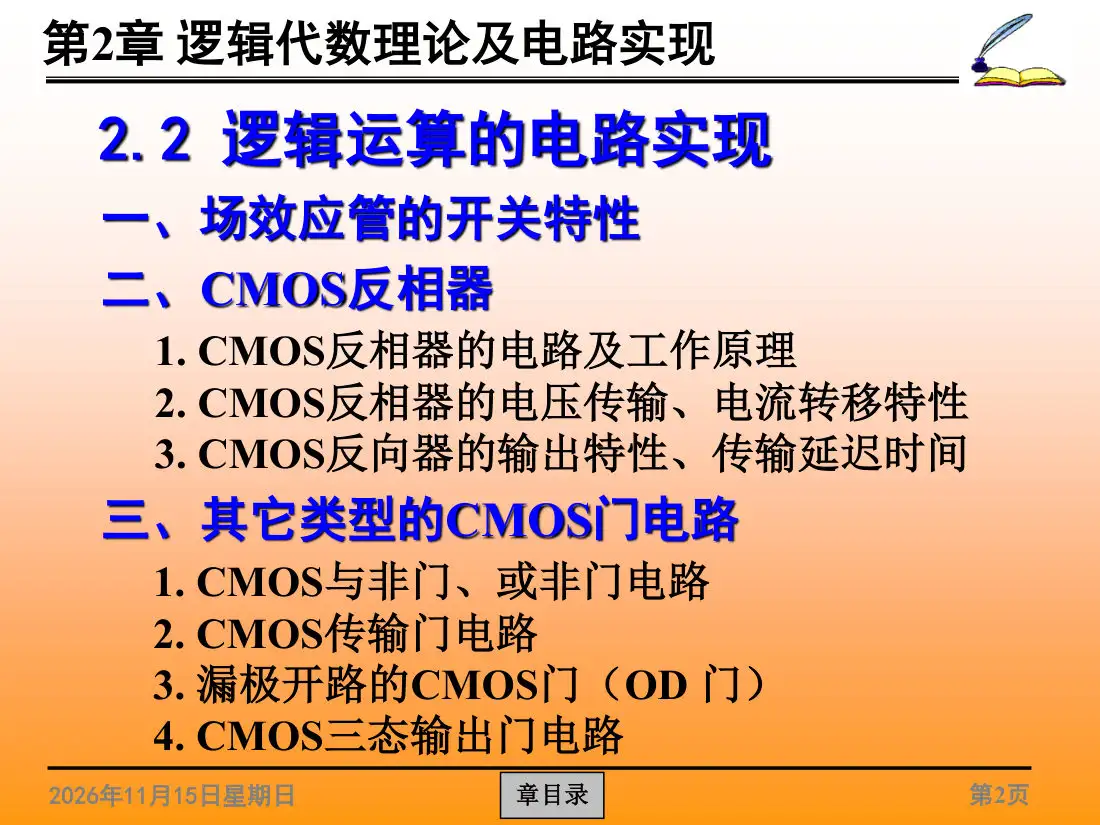 第2章 逻辑代数理论及电路实现
2.2 逻辑运算的电路实现
一、场效应管的开关特性
二、CMOS反相器
1. CMOS反相器的电路及工作原理
2. CMOS反相器的电压传输、电流转移特性
3. CMOS反向器的输出特性、传输延迟时间
三、其它类型的CMOS门电路
1. CMOS与非门、或非门电路
2. CMOS传输门电路
3. 漏极开路的CMOS门（OD 门）
4. CMOS三态输出门电路
2026年11月15日星期日
章目录
第2页